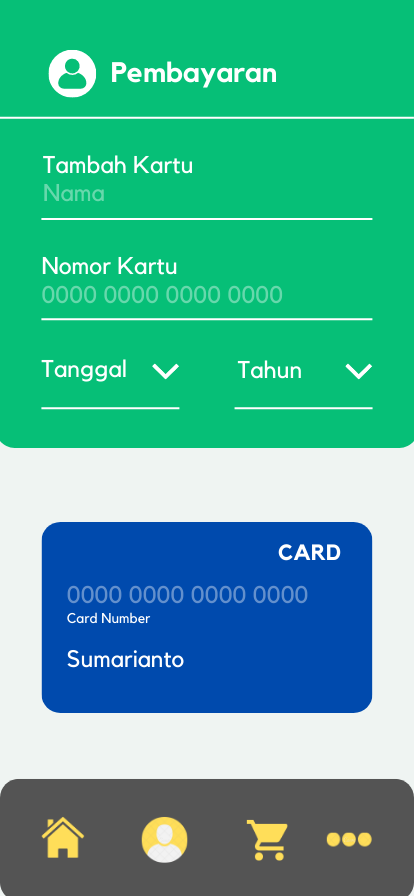 Pembayaran
Tambah Kartu
Nama
Nomor Kartu
0000 0000 0000 0000
Tanggal
Tahun
CARD
0000 0000 0000 0000
Card Number
Sumarianto